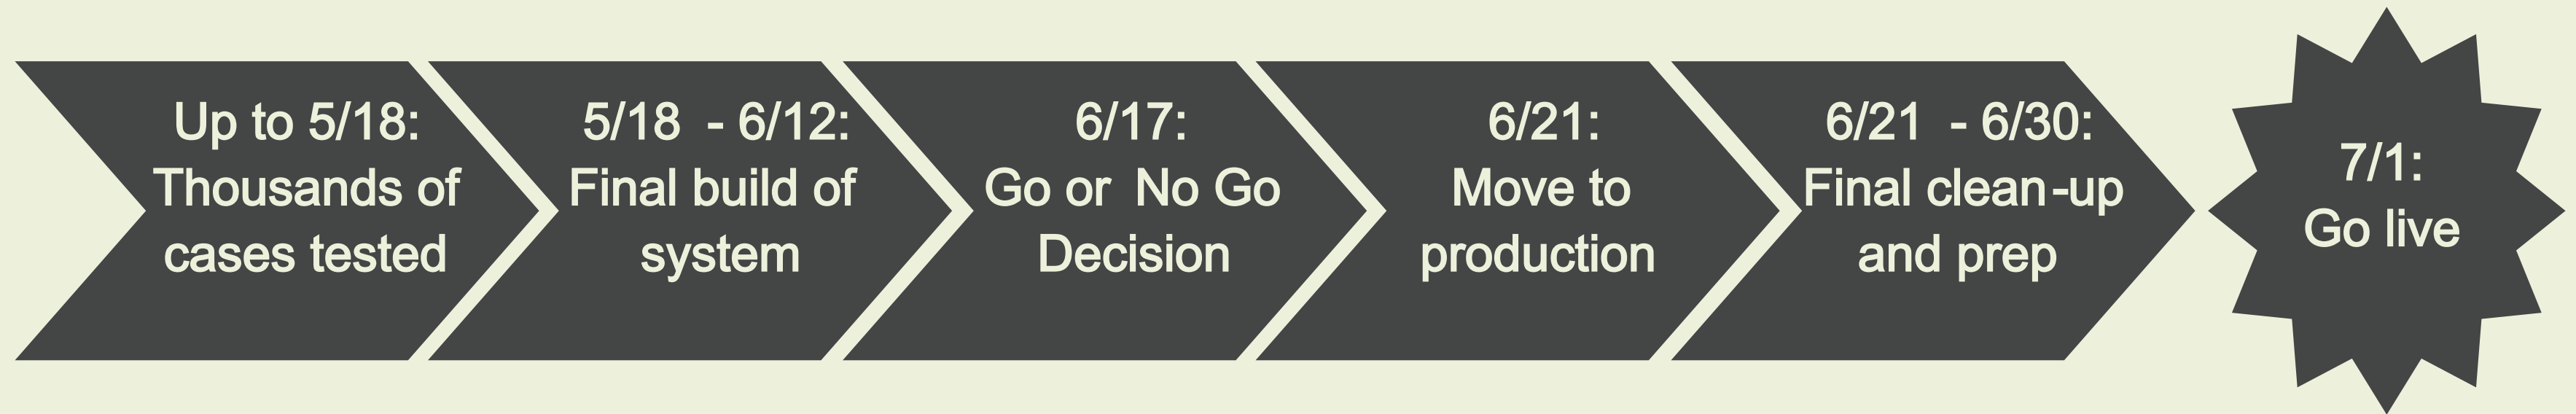 Up to 5/18:
Thousands of
cases tested
5/18 - 6/12:
Final build of
system
6/17:
Go or No Go
Decision
6/21:
Move to
production
6/21 - 6/30:
Final clean-up
and prep
7/1:
Go live